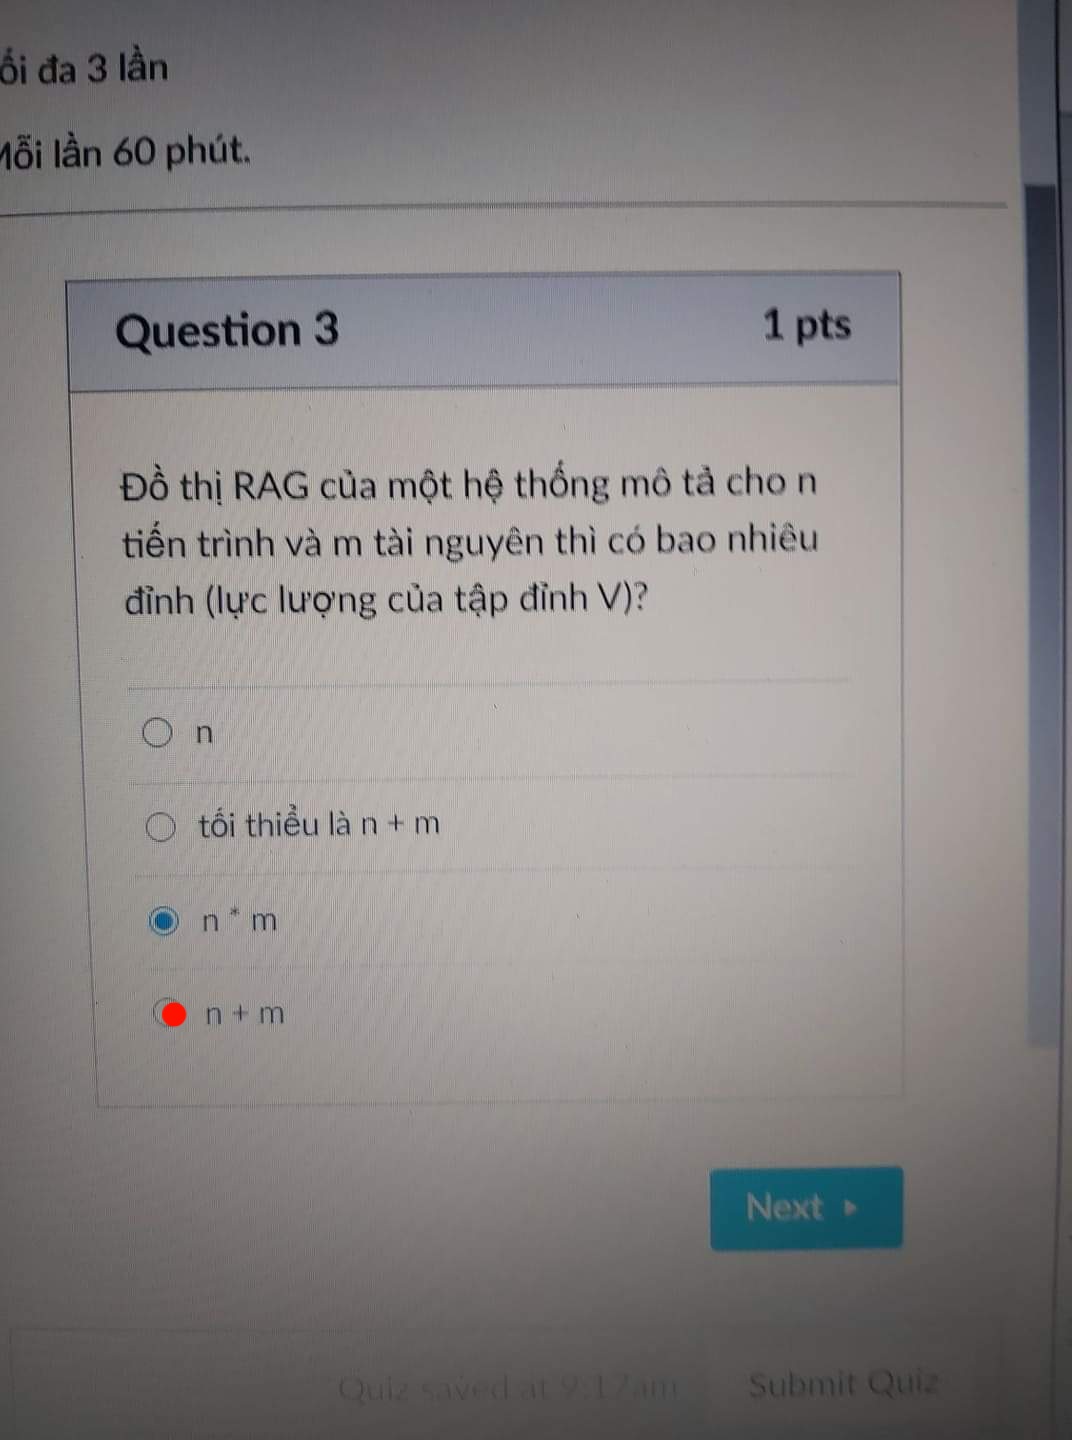 ối đa 3 lần
Mỗi lần 60 phút.
Question 3
1 pts
Đồ thị RAG của một hệ thống mô tả cho n
tiến trình và m tài nguyên thì có bao nhiêu
đỉnh (lực lượng của tập đỉnh V)?
n
tối thiểu là n + m
n * m
n + m
Next
Quiz saved at 9:17am
Submit Quiz